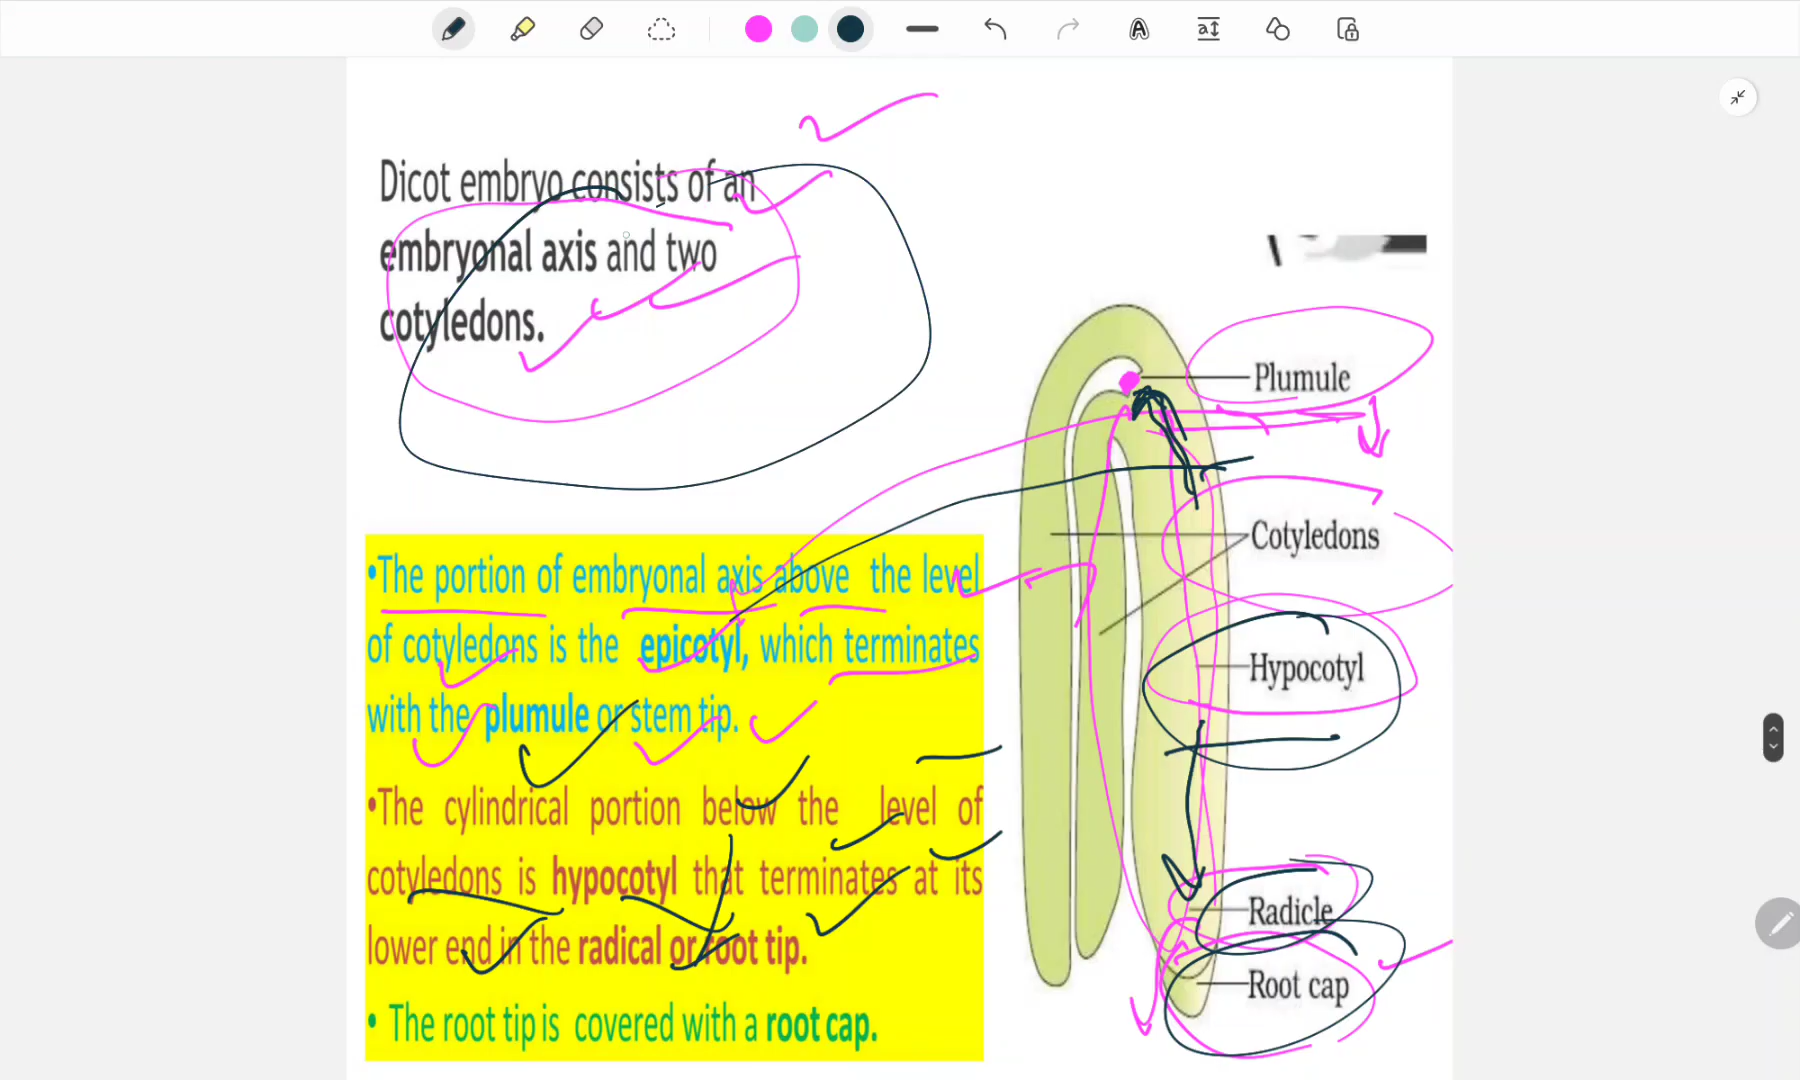 Dicot embryo consists of an
embryonal axis and two
cotyledons.
•The portion of embryonal axis above the level
of cotyledons is the epicotyl, which terminates
with the plumule or stem tip.
•The cylindrical portion below the level of
cotyledons is hypocotyl that terminates at its
lower end in the radical or root tip.
• The root tip is covered with a root cap.
Plumule
Cotyledons
Hypocotyl
Radicle
Root cap